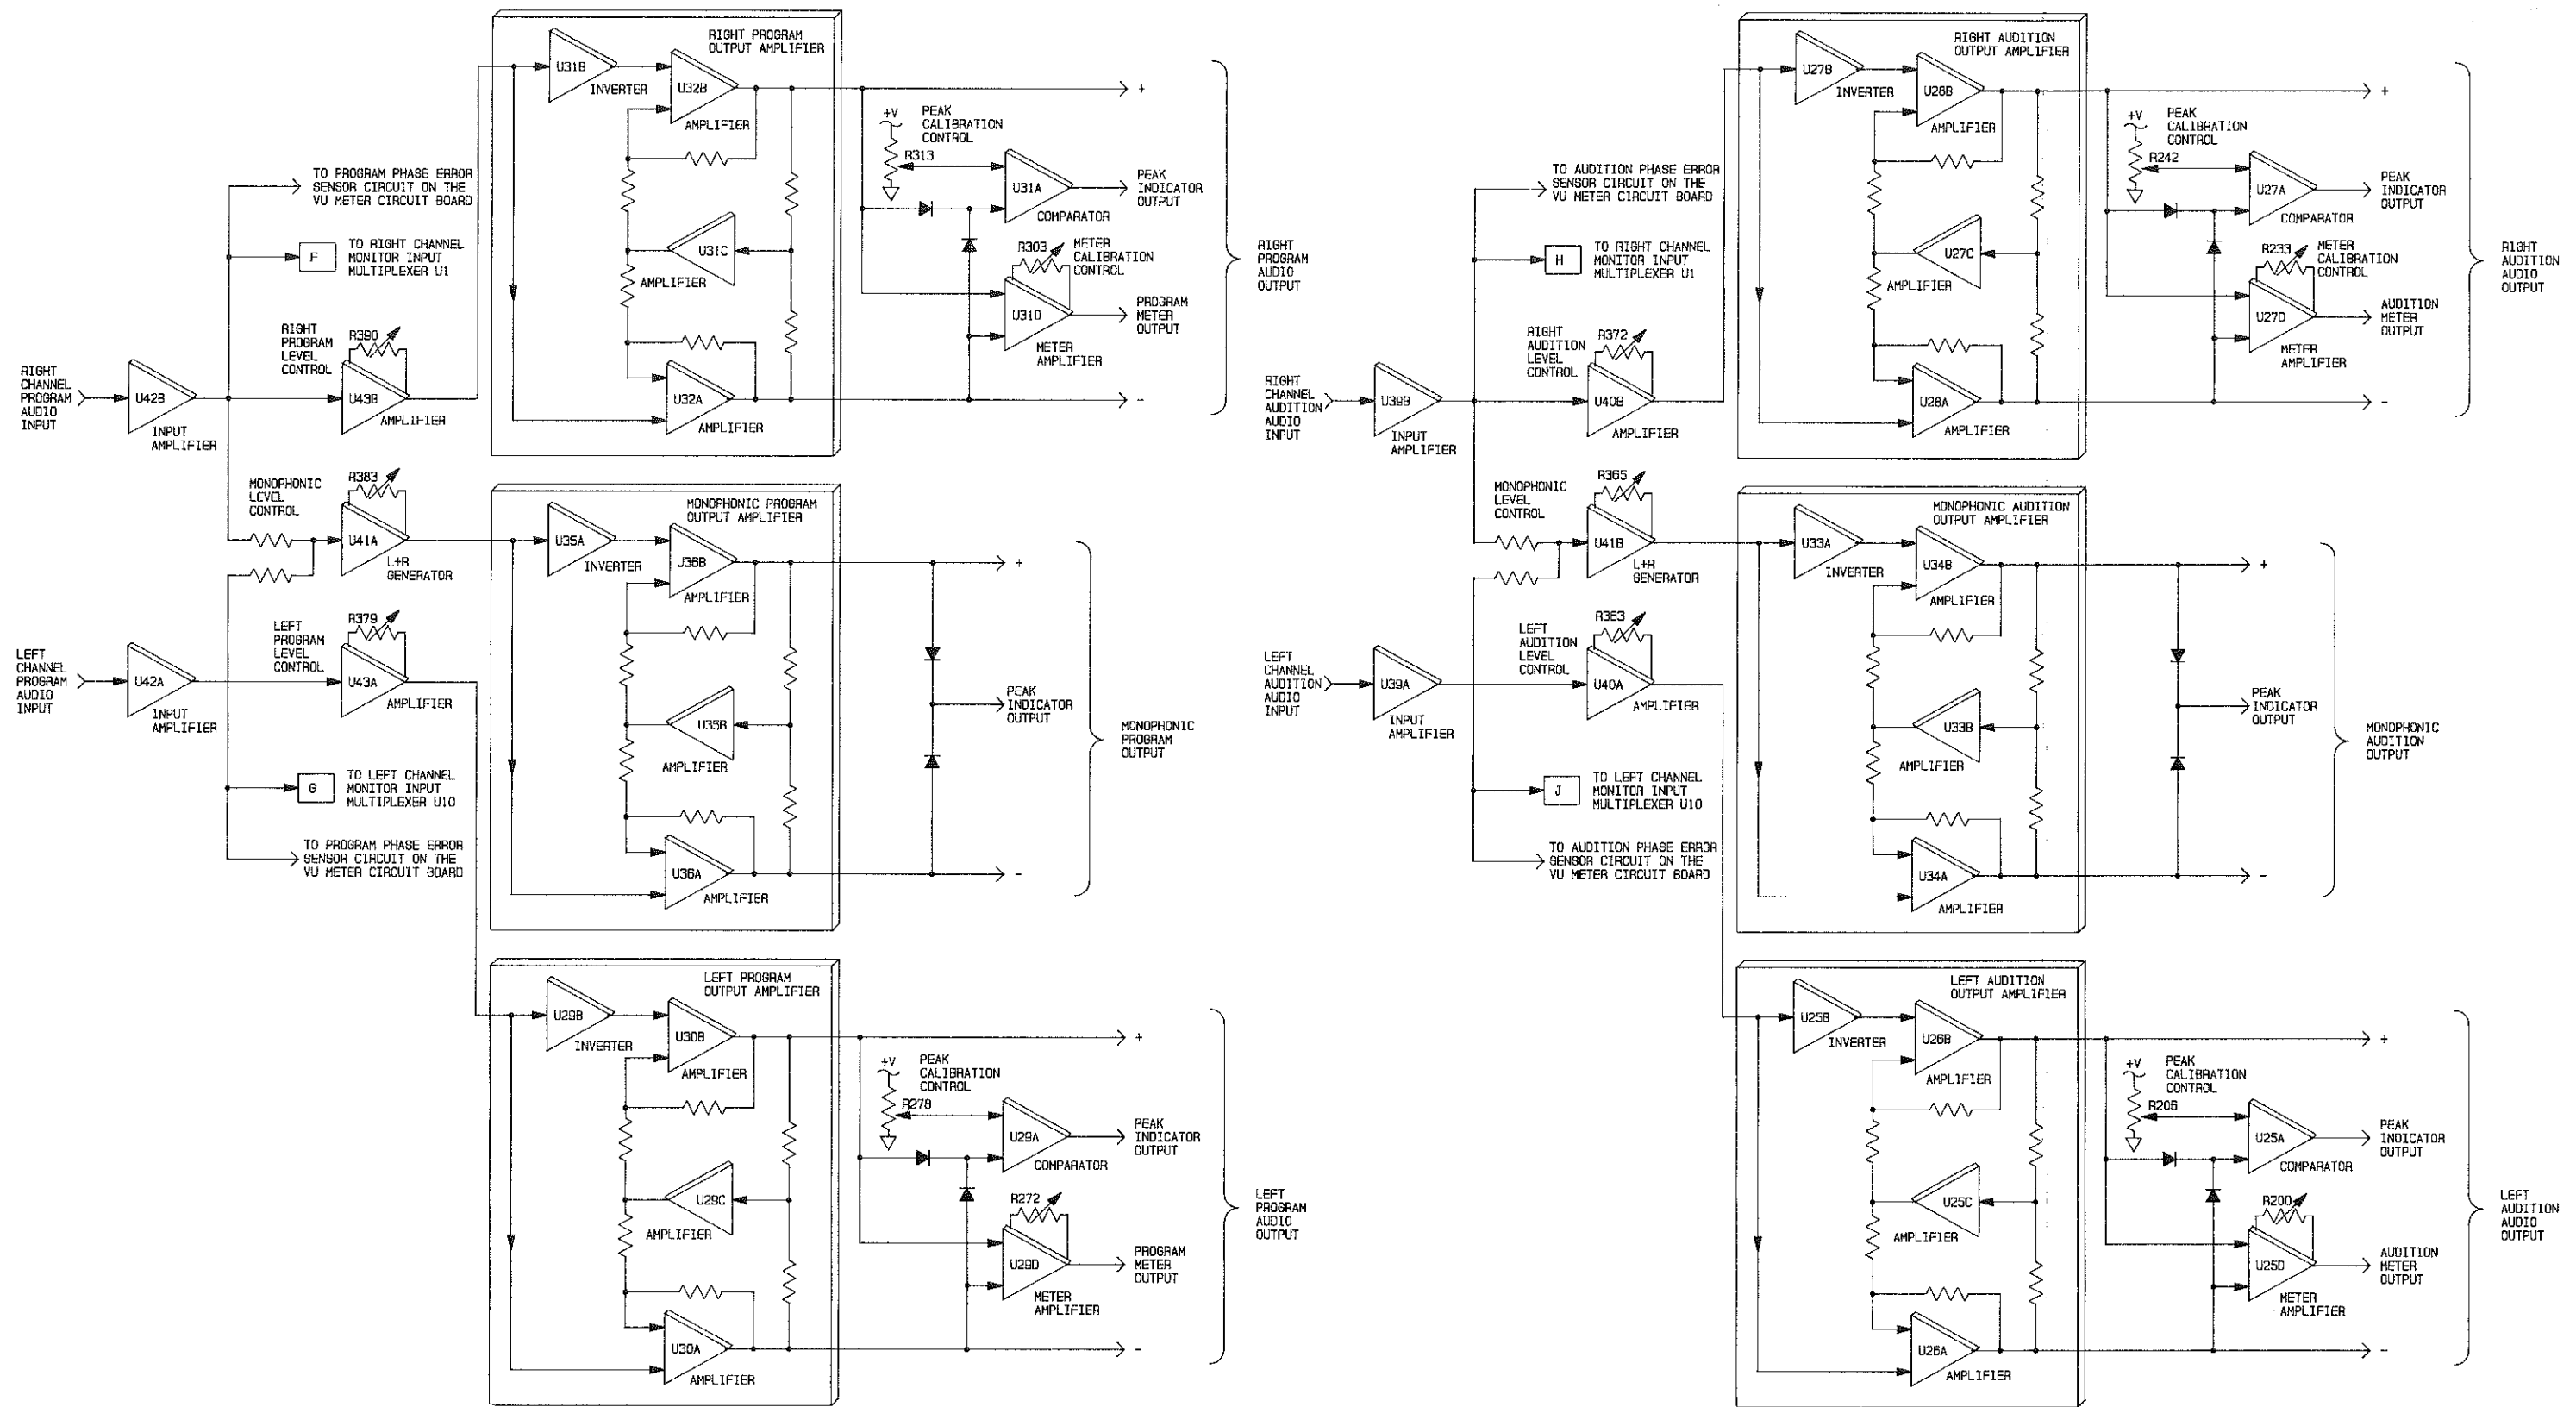 RIGHT PROGRAM
OUTPUT AMPLIFIER
U31B
INVERTER
U32B
AMPLIFIER
+
+V
PEAK
CALIBRATION
CONTROL
R313
U31A
COMPARATOR
PEAK
INDICATOR
OUTPUT
TO PROGRAM PHASE ERROR
SENSOR CIRCUIT ON THE
VU METER CIRCUIT BOARD
F
TO RIGHT CHANNEL
MONITOR INPUT
MULTIPLEXER U1
U31C
AMPLIFIER
R303
METER
CALIBRATION
CONTROL
U31D
METER
AMPLIFIER
PROGRAM
METER
OUTPUT
RIGHT
PROGRAM
AUDIO
OUTPUT
RIGHT
PROGRAM
LEVEL
CONTROL
R390
RIGHT
CHANNEL
PROGRAM
AUDIO
INPUT
U42B
INPUT
AMPLIFIER
U43B
AMPLIFIER
U32A
AMPLIFIER
-
MONOPHONIC
LEVEL
CONTROL
R383
U41A
L+R
GENERATOR
MONOPHONIC PROGRAM
OUTPUT AMPLIFIER
U35A
INVERTER
U36B
AMPLIFIER
+
LEFT
PROGRAM
LEVEL
CONTROL
R379
LEFT
CHANNEL
PROGRAM
AUDIO
INPUT
U42A
INPUT
AMPLIFIER
U43A
AMPLIFIER
U35B
AMPLIFIER
PEAK
INDICATOR
OUTPUT
MONOPHONIC
PROGRAM
OUTPUT
G
TO LEFT CHANNEL
MONITOR INPUT
MULTIPLEXER U10
TO PROGRAM PHASE ERROR
SENSOR CIRCUIT ON THE
VU METER CIRCUIT BOARD
U36A
AMPLIFIER
-
LEFT PROGRAM
OUTPUT AMPLIFIER
U29B
INVERTER
U30B
AMPLIFIER
+
+V
PEAK
CALIBRATION
CONTROL
R278
U29A
COMPARATOR
PEAK
INDICATOR
OUTPUT
U29C
AMPLIFIER
R272
U29D
METER
AMPLIFIER
PROGRAM
METER
OUTPUT
LEFT
PROGRAM
AUDIO
OUTPUT
U30A
AMPLIFIER
-
RIGHT AUDITION
OUTPUT AMPLIFIER
U27B
INVERTER
U28B
AMPLIFIER
+
+V
PEAK
CALIBRATION
CONTROL
R242
U27A
COMPARATOR
PEAK
INDICATOR
OUTPUT
TO AUDITION PHASE ERROR
SENSOR CIRCUIT ON THE
VU METER CIRCUIT BOARD
H
TO RIGHT CHANNEL
MONITOR INPUT
MULTIPLEXER U1
U27C
AMPLIFIER
R233
METER
CALIBRATION
CONTROL
U27D
METER
AMPLIFIER
AUDITION
METER
OUTPUT
RIGHT
AUDITION
AUDIO
OUTPUT
RIGHT
AUDITION
LEVEL
CONTROL
R372
RIGHT
CHANNEL
AUDITION
AUDIO
INPUT
U39B
INPUT
AMPLIFIER
U40B
AMPLIFIER
U28A
AMPLIFIER
-
MONOPHONIC
LEVEL
CONTROL
R365
U41B
L+R
GENERATOR
MONOPHONIC AUDITION
OUTPUT AMPLIFIER
U33A
INVERTER
U34B
AMPLIFIER
+
LEFT
AUDITION
LEVEL
CONTROL
R363
LEFT
CHANNEL
AUDITION
AUDIO
INPUT
U39A
INPUT
AMPLIFIER
U40A
AMPLIFIER
U33B
AMPLIFIER
PEAK
INDICATOR
OUTPUT
MONOPHONIC
AUDITION
OUTPUT
J
TO LEFT CHANNEL
MONITOR INPUT
MULTIPLEXER U10
TO AUDITION PHASE ERROR
SENSOR CIRCUIT ON THE
VU METER CIRCUIT BOARD
U34A
AMPLIFIER
-
LEFT AUDITION
OUTPUT AMPLIFIER
U25B
INVERTER
U26B
AMPLIFIER
+
+V
PEAK
CALIBRATION
CONTROL
R206
U25A
COMPARATOR
PEAK
INDICATOR
OUTPUT
U25C
AMPLIFIER
R200
U25D
METER
AMPLIFIER
AUDITION
METER
OUTPUT
LEFT
AUDITION
AUDIO
OUTPUT
U26A
AMPLIFIER
-